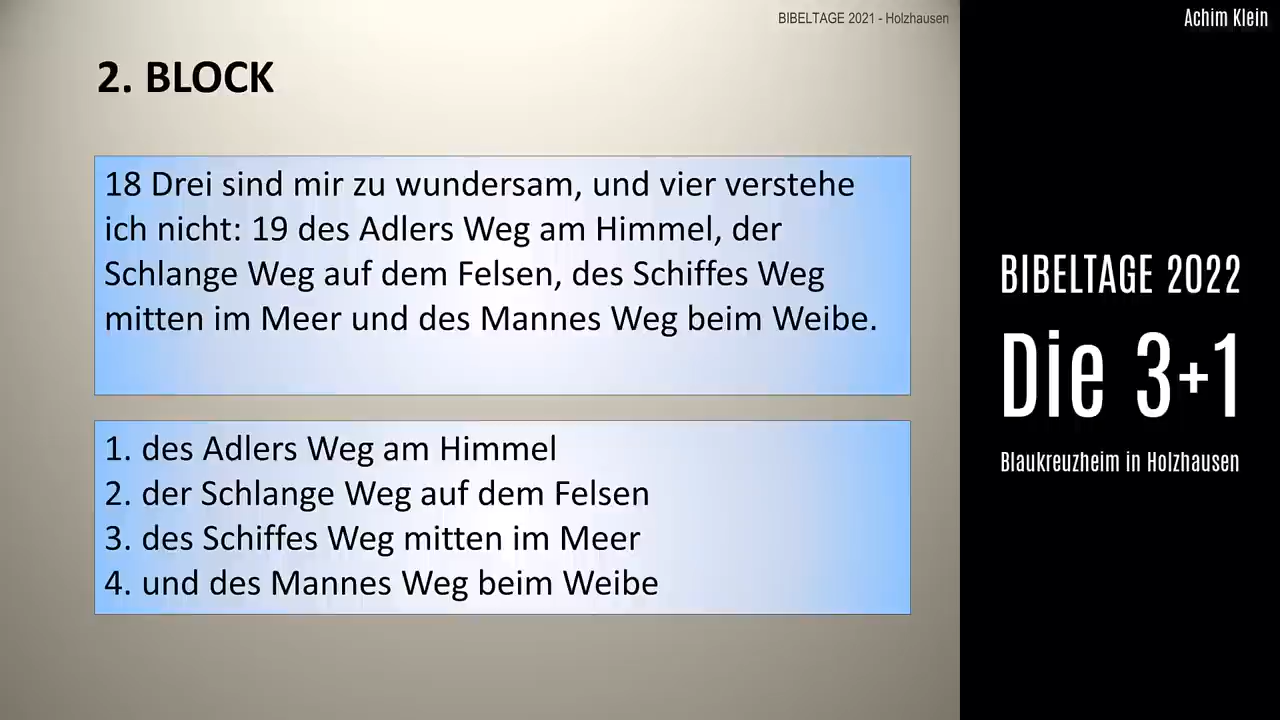 BIBELTAGE 2021 - Holzhausen
2. BLOCK
18 Drei sind mir zu wundersam, und vier verstehe
ich nicht: 19 des Adlers Weg am Himmel, der
Schlange Weg auf dem Felsen, des Schiffes Weg
mitten im Meer und des Mannes Weg beim Weibe.
1. des Adlers Weg am Himmel
2. der Schlange Weg auf dem Felsen
3. des Schiffes Weg mitten im Meer
4. und des Mannes Weg beim Weibe
Achim Klein
BIBELTAGE 2022
Die 3+1
Blaukreuzheim in Holzhausen